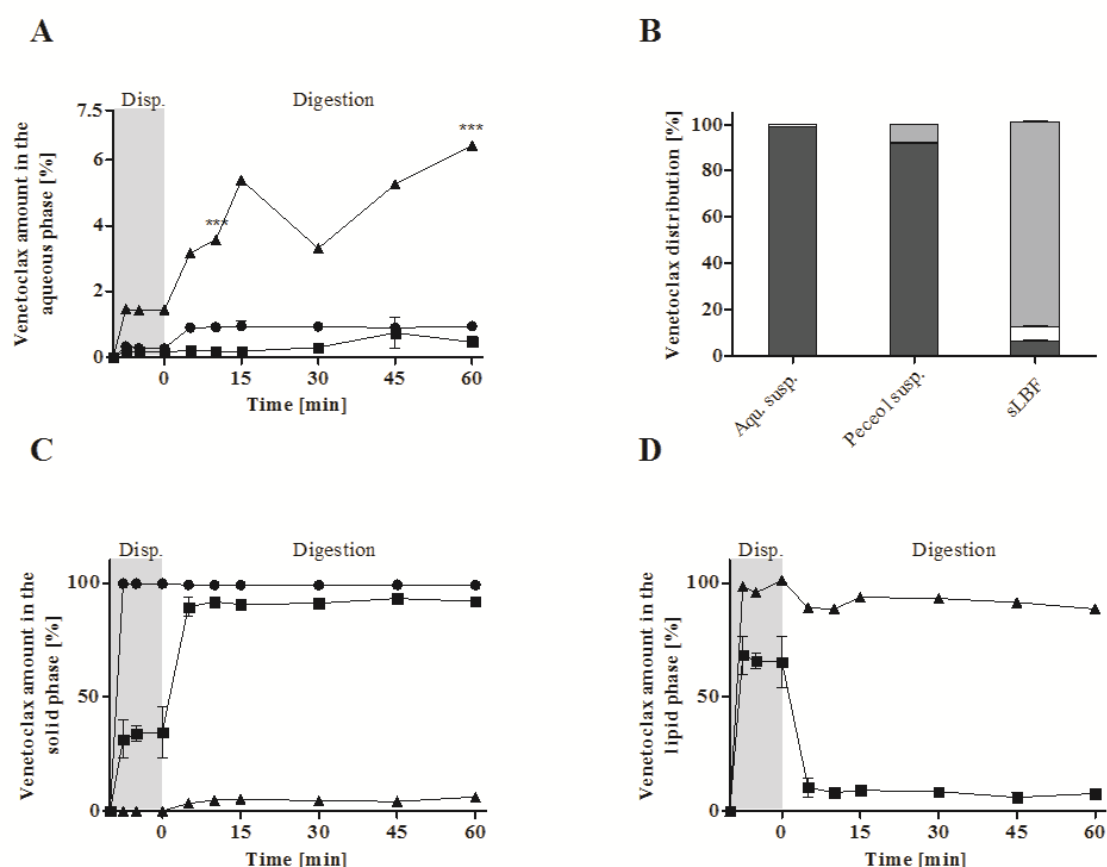 A
Disp.
Digestion
Venetoclax amount in the
aqueous phase [%]
7.5
6
4
2
0
***
***
0
15
30
45
60
Time [min]
B
Venetoclax distribution [%]
100
80
60
40
20
0
Aqu. susp.
Peceol susp.
sLBF
C
Disp.
Digestion
Venetoclax amount in the
solid phase [%]
100
50
0
0
15
30
45
60
Time [min]
D
Disp.
Digestion
Venetoclax amount in the
lipid phase [%]
100
50
0
0
15
30
45
60
Time [min]